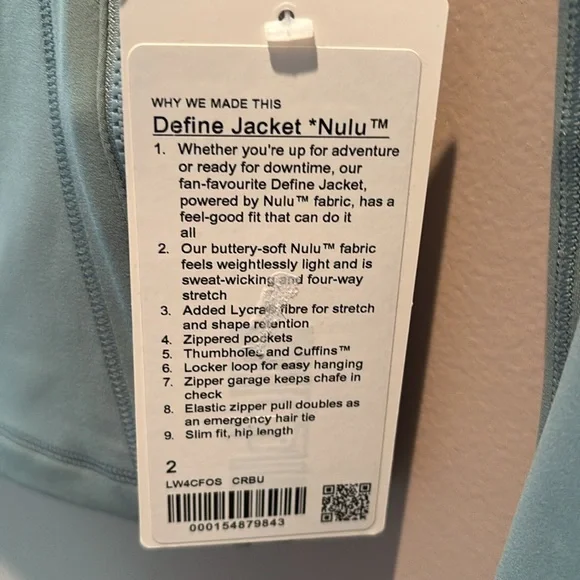 WHY WE MADE THIS
Define Jacket *Nulu™
1. Whether you're up for adventure
or ready for downtime, our
fan-favourite Define Jacket,
powered by Nulu™ fabric, has a
feel-good fit that can do it
all
2. Our buttery-soft Nulu™ fabric
feels weightlessly light and is
sweat-wicking and four-way
stretch
3. Added Lycra® fibre for stretch
and shape retention
4. Zippered pockets
5. Thumbholes and Cuffins™
6. Locker loop for easy hanging
7. Zipper garage keeps chafe in
check
8. Elastic zipper pull doubles as
an emergency hair tie
9. Slim fit, hip length
2
LW4CFOS CRBU
000154879843